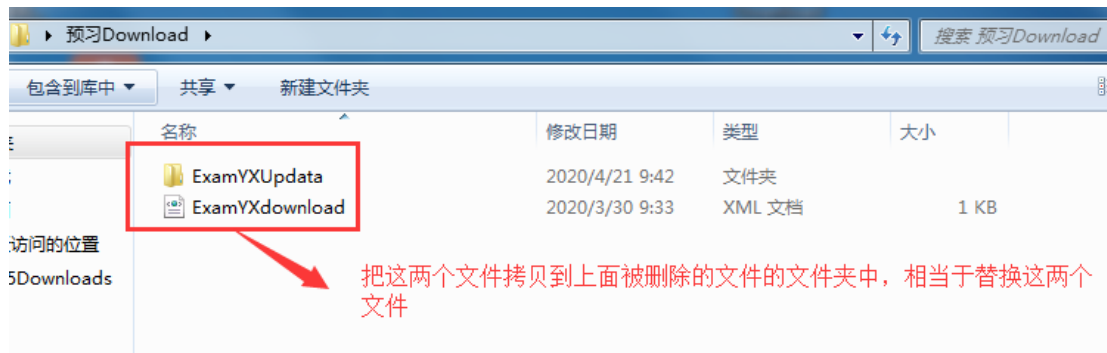 预习Download
搜索 预习Download
包含到库中 共享 新建文件夹
名称 修改日期 类型 大小
ExamYXUpdata 2020/4/21 9:42 文件夹
ExamYXdownload 2020/3/30 9:33 XML 文档 1 KB
访问的位置
5Downloads
把这两个文件拷贝到上面被删除的文件的文件夹中，相当于替换这两个
文件